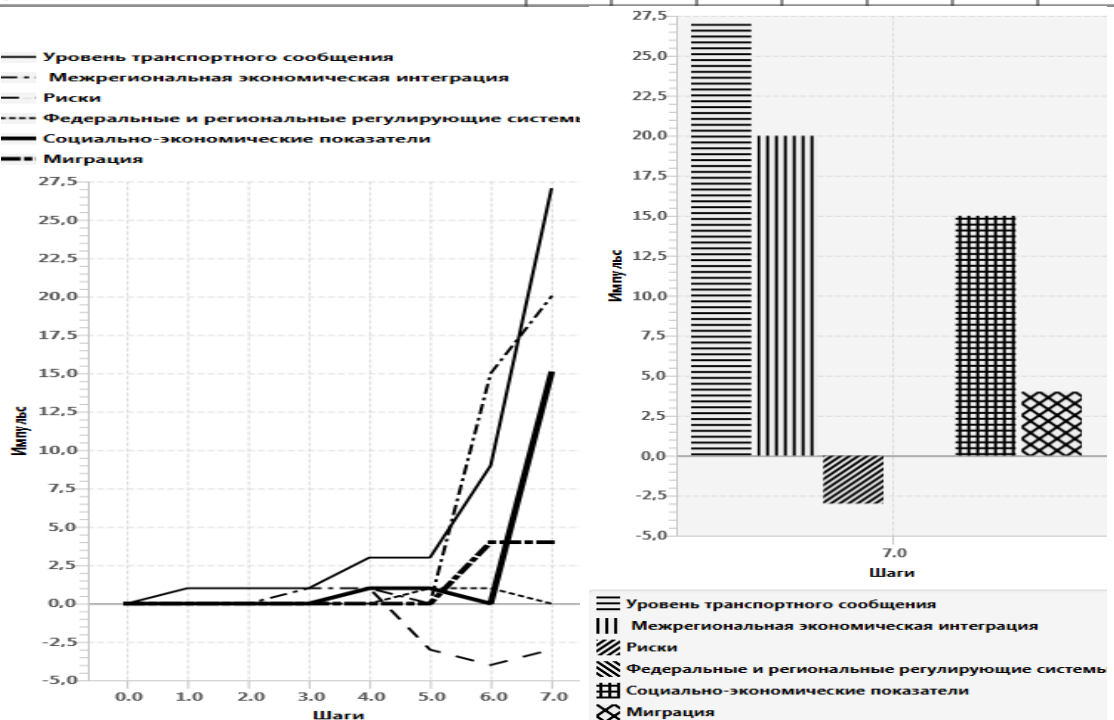 Уровень транспортного сообщения
Межрегиональная экономическая интеграция
Риски
Федеральные и региональные регулирующие системы
Социально-экономические показатели
Миграция
27,5
25,0
22,5
20,0
17,5
15,0
12,5
10,0
7,5
5,0
2,5
0,0
-2,5
-5,0
Импульс
0.0 1.0 2.0 3.0 4.0 5.0 6.0 7.0
Шаги
27,5
25,0
22,5
20,0
17,5
15,0
12,5
10,0
7,5
5,0
2,5
0,0
-2,5
-5,0
Импульс
7.0
Шаги
Уровень транспортного сообщения
Межрегиональная экономическая интеграция
Риски
Федеральные и региональные регулирующие системы
Социально-экономические показатели
Миграция